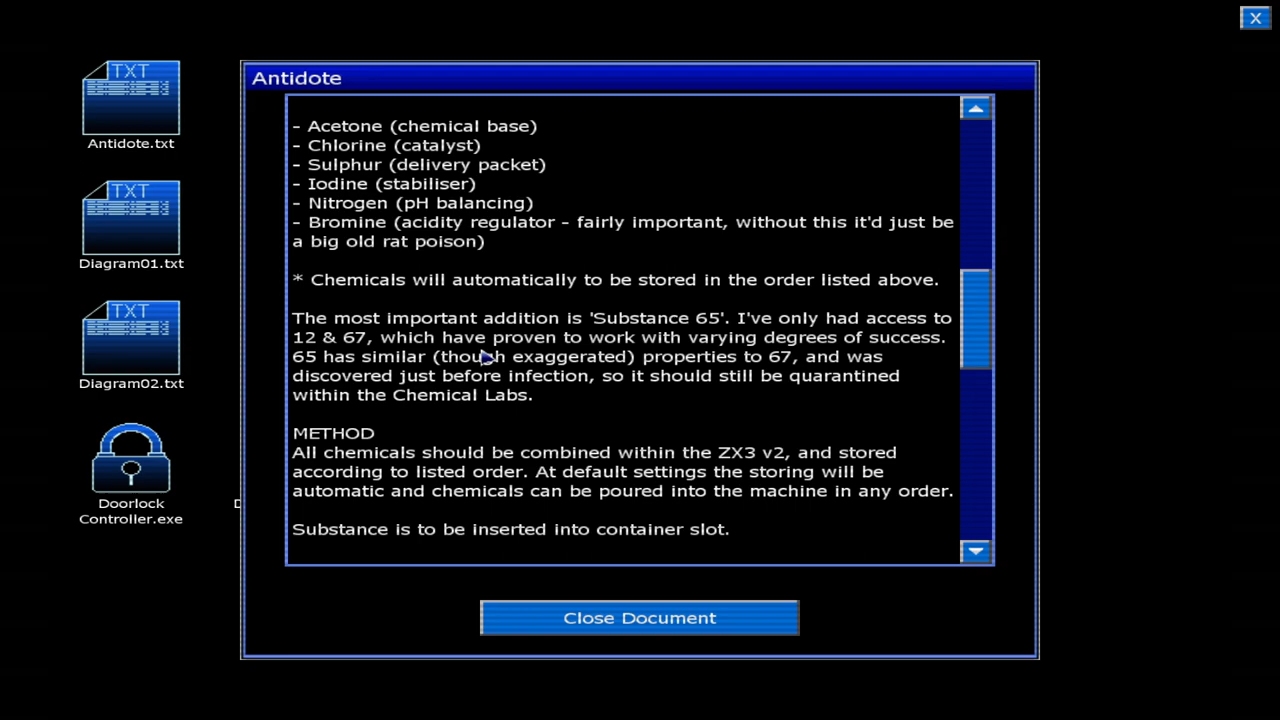 X
TXT
Antidote.txt
TXT
Diagram01.txt
TXT
Diagram02.txt
Doorlock
Controller.exe
D
Antidote
- Acetone (chemical base)
- Chlorine (catalyst)
- Sulphur (delivery packet)
- Iodine (stabiliser)
- Nitrogen (pH balancing)
- Bromine (acidity regulator - fairly important, without this it'd just be
a big old rat poison)
* Chemicals will automatically to be stored in the order listed above.
The most important addition is 'Substance 65'. I've only had access to
12 & 67, which have proven to work with varying degrees of success.
65 has similar (though exaggerated) properties to 67, and was
discovered just before infection, so it should still be quarantined
within the Chemical Labs.
METHOD
All chemicals should be combined within the ZX3 v2, and stored
according to listed order. At default settings the storing will be
automatic and chemicals can be poured into the machine in any order.
Substance is to be inserted into container slot.
Close Document